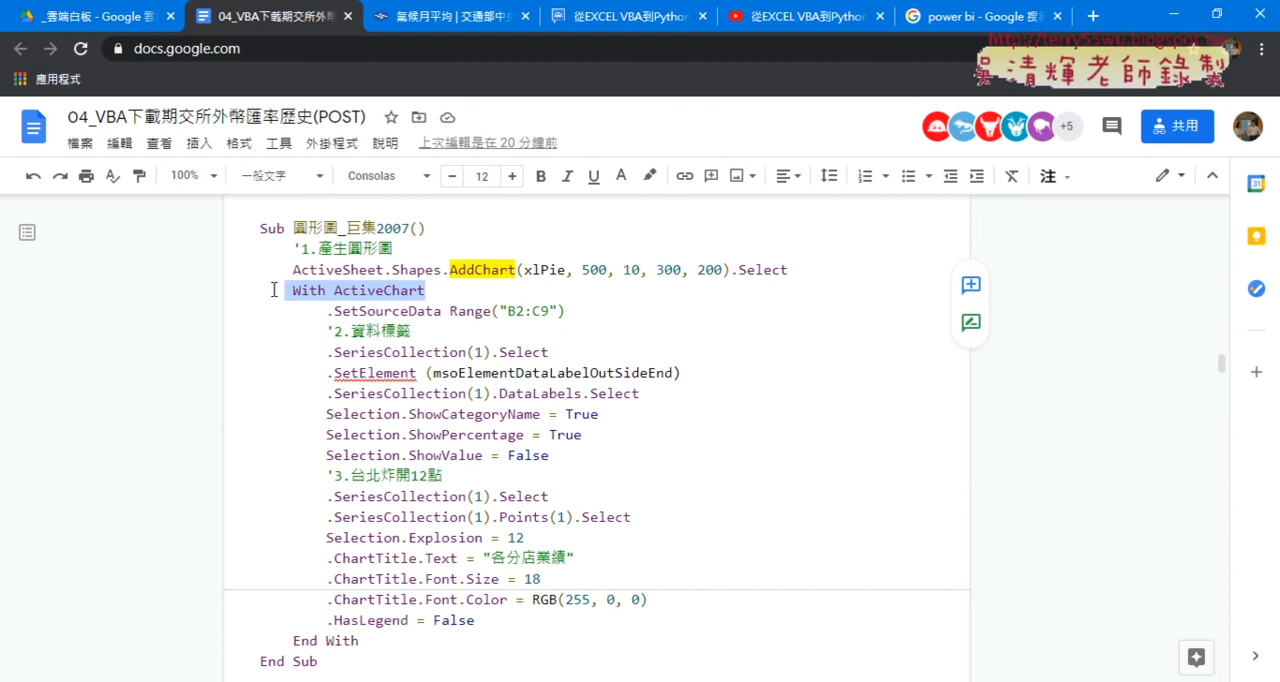 _雲端白板 - Google 雲
04_VBA下載期交所外幣
氣候月平均 | 交通部中央
從EXCEL VBA到Python
從EXCEL VBA到Python
power bi - Google 搜尋
docs.google.com
http://terry55wu.blogspot.tw
吳清輝老師錄製
應用程式
04_VBA下載期交所外幣匯率歷史(POST)
+5
共用
檔案 編輯 查看 插入 格式 工具 外掛程式 說明 上次編輯是在 20 分鐘前
100% 一般文字 Consolas 12 B I U A 注
31
Sub 圓形圖_巨集2007()
'1.產生圓形圖
ActiveSheet.Shapes.AddChart(xlPie, 500, 10, 300, 200).Select
With ActiveChart
.SetSourceData Range("B2:C9")
'2.資料標籤
.SeriesCollection(1).Select
.SetElement (msoElementDataLabelOutSideEnd)
.SeriesCollection(1).DataLabels.Select
Selection.ShowCategoryName = True
Selection.ShowPercentage = True
Selection.ShowValue = False
'3.台北炸開12點
.SeriesCollection(1).Select
.SeriesCollection(1).Points(1).Select
Selection.Explosion = 12
.ChartTitle.Text = "各分店業績"
.ChartTitle.Font.Size = 18
.ChartTitle.Font.Color = RGB(255, 0, 0)
.HasLegend = False
End With
End Sub